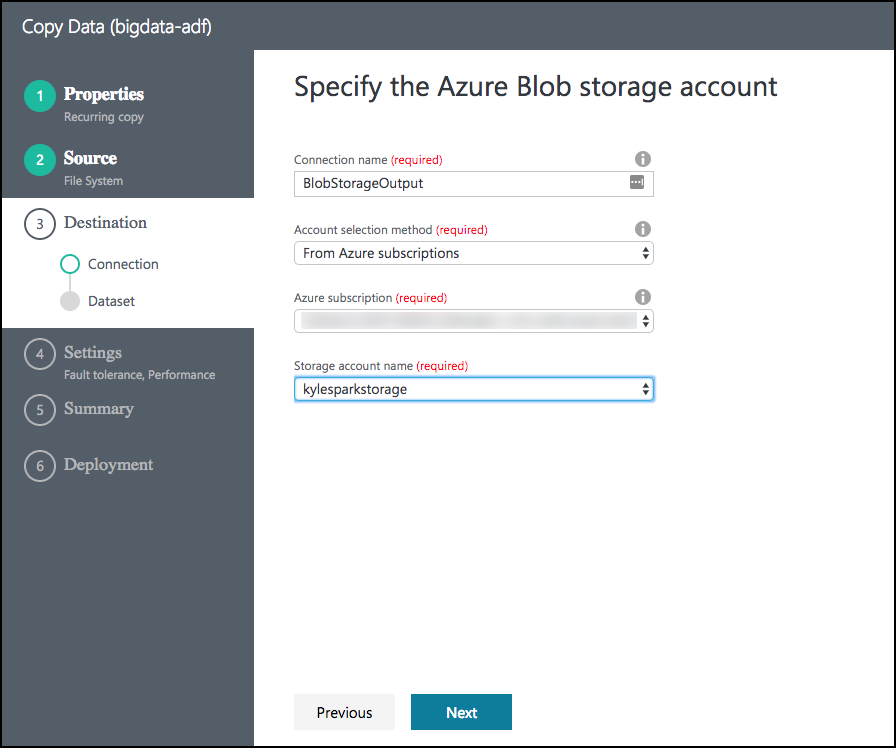 Copy Data (bigdata-adf)
1 Properties
Recurring copy
2 Source
File System
3 Destination
Connection
Dataset
4 Settings
Fault tolerance, Performance
5 Summary
6 Deployment
Specify the Azure Blob storage account
Connection name (required)
BlobStorageOutput
Account selection method (required)
From Azure subscriptions
Azure subscription (required)
Storage account name (required)
kylesparkstorage
Previous
Next